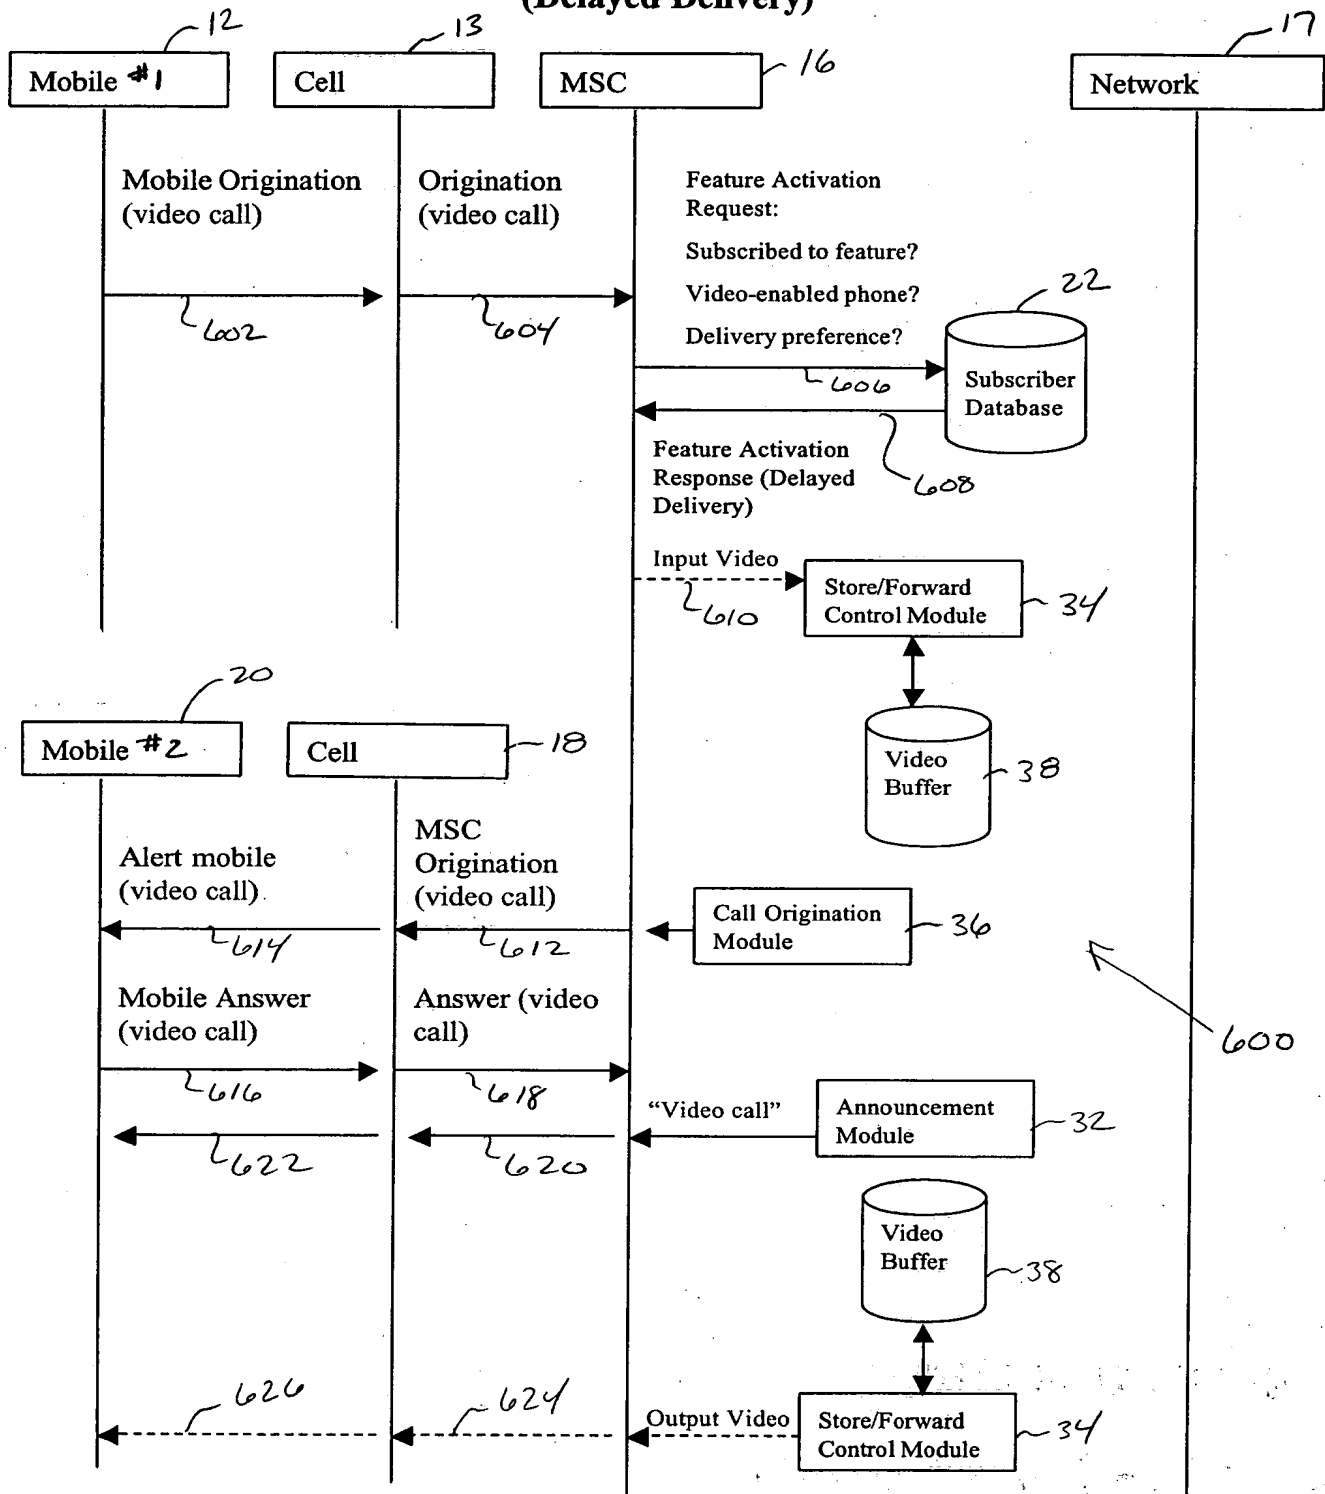 (Delayed Delivery)
12
13
16
17
Mobile #1
Cell
MSC
Network
Mobile Origination
(video call)
Origination
(video call)
Feature Activation
Request:
Subscribed to feature?
Video-enabled phone?
Delivery preference?
602
604
606
22
Subscriber
Database
608
Feature Activation
Response (Delayed
Delivery)
Input Video
610
Store/Forward
Control Module
34
20
Mobile #2
Cell
18
Video
Buffer
38
Alert mobile
(video call)
MSC
Origination
(video call)
614
612
Call Origination
Module
36
Mobile Answer
(video call)
Answer (video
call)
600
616
618
"Video call"
Announcement
Module
32
622
620
Video
Buffer
38
626
624
Output Video
Store/Forward
Control Module
34